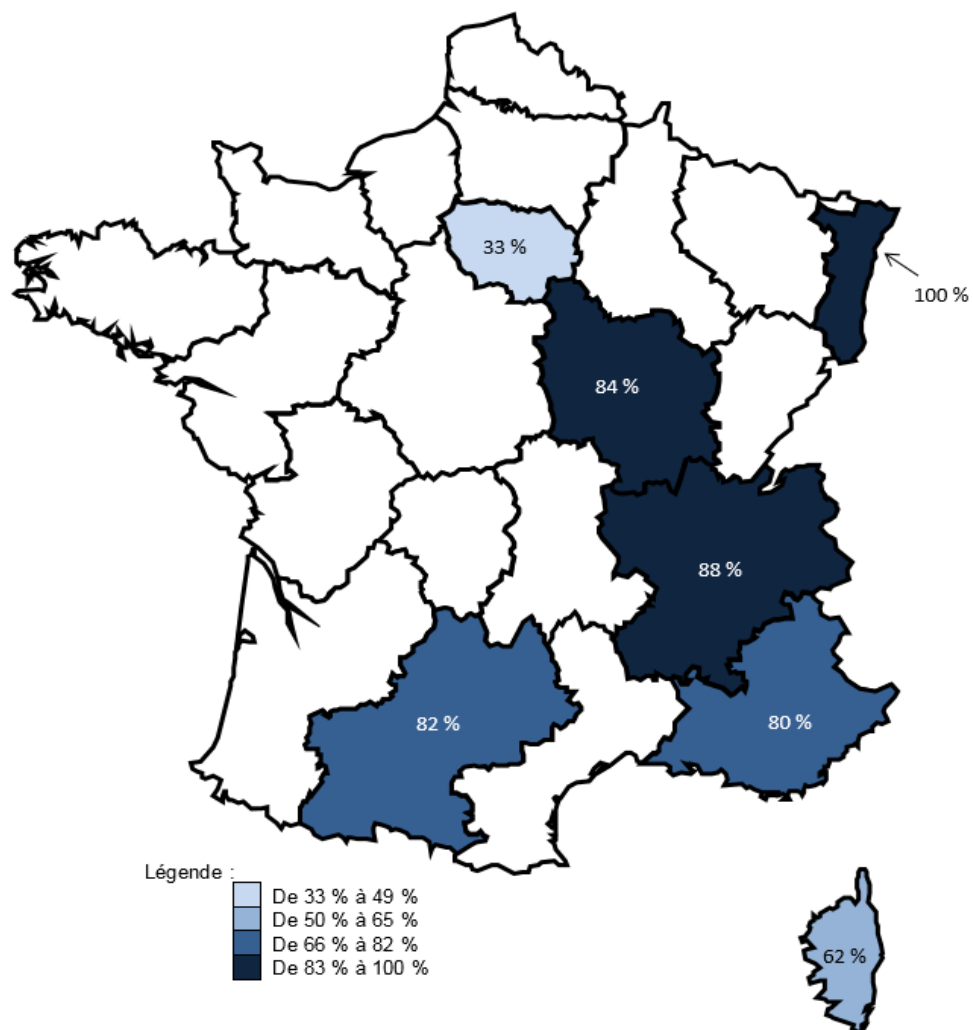 33 %
100 %
84 %
88 %
82 %
80 %
Légende :
De 33 % à 49 %
De 50 % à 65 %
De 66 % à 82 %
De 83 % à 100 %
62 %